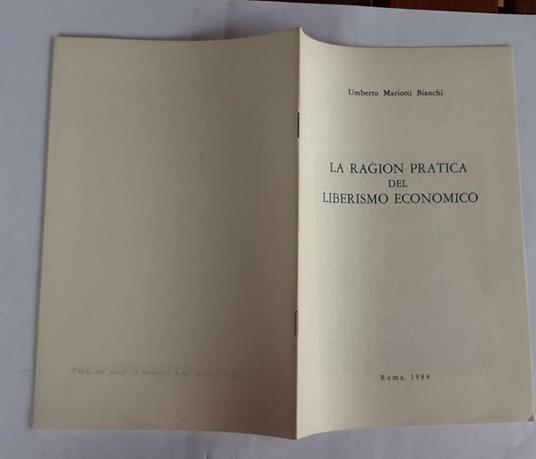 Umberto Mariotti Bianchi
LA RAGION PRATICA
DEL
LIBERISMO ECONOMICO
Roma, 1989